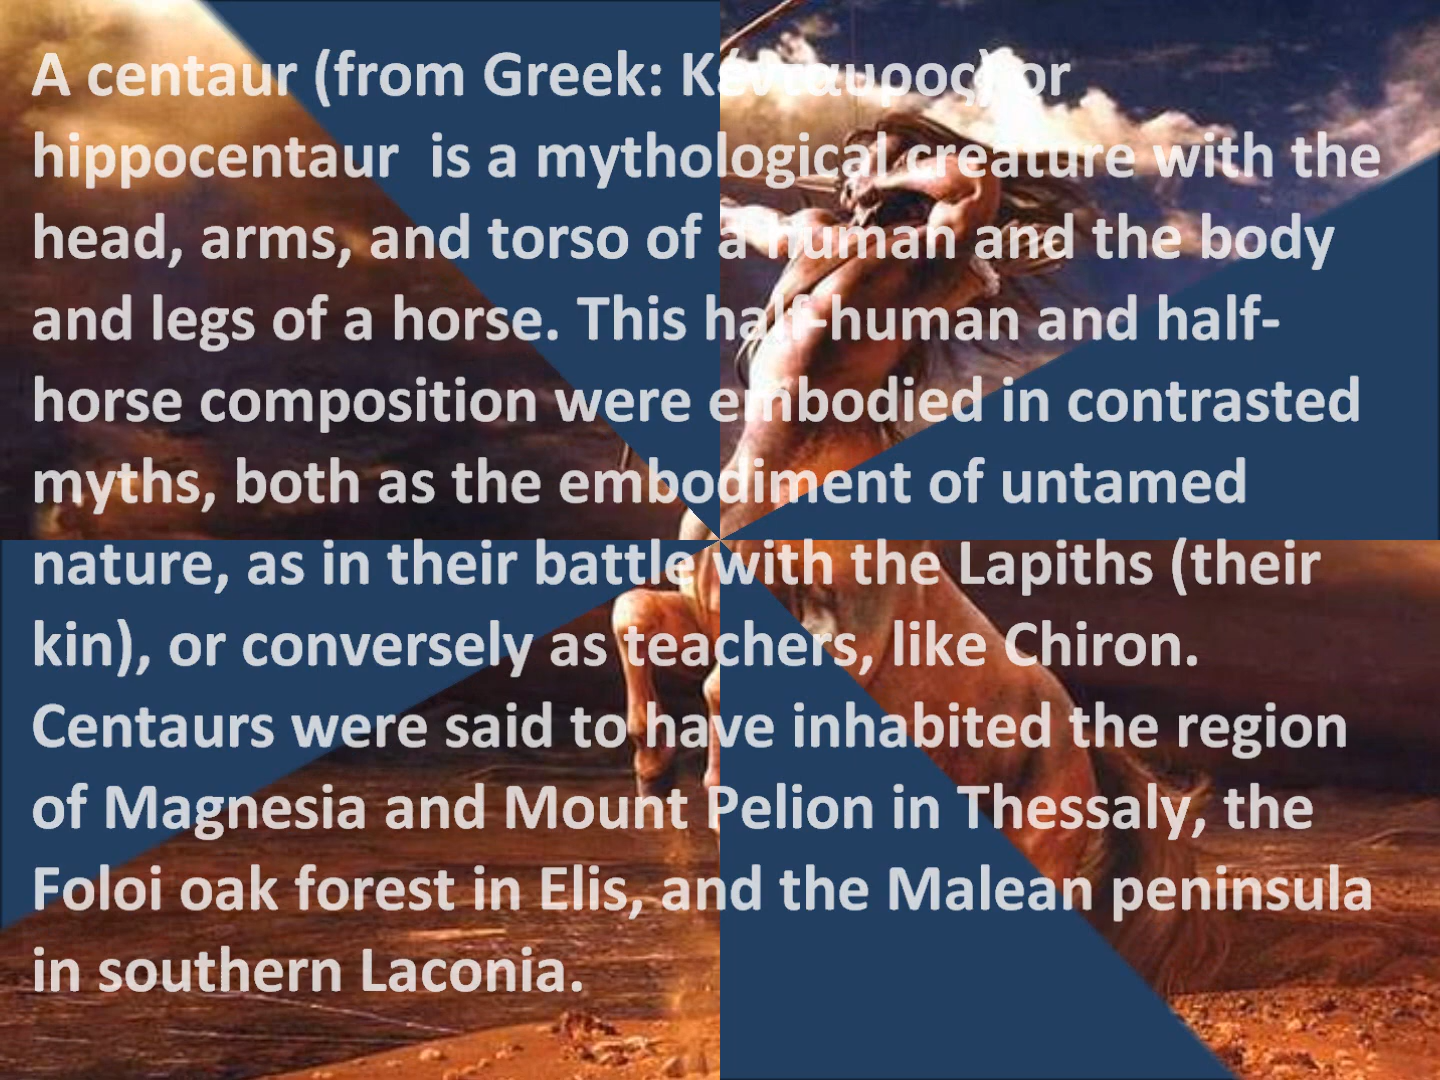 A centaur (from Greek: Κένταυρος) or
hippocentaur is a mythological creature with the
head, arms, and torso of a human and the body
and legs of a horse. This half-human and half-
horse composition were embodied in contrasted
myths, both as the embodiment of untamed
nature, as in their battle with the Lapiths (their
kin), or conversely as teachers, like Chiron.
Centaurs were said to have inhabited the region
of Magnesia and Mount Pelion in Thessaly, the
Foloi oak forest in Elis, and the Malean peninsula
in southern Laconia.